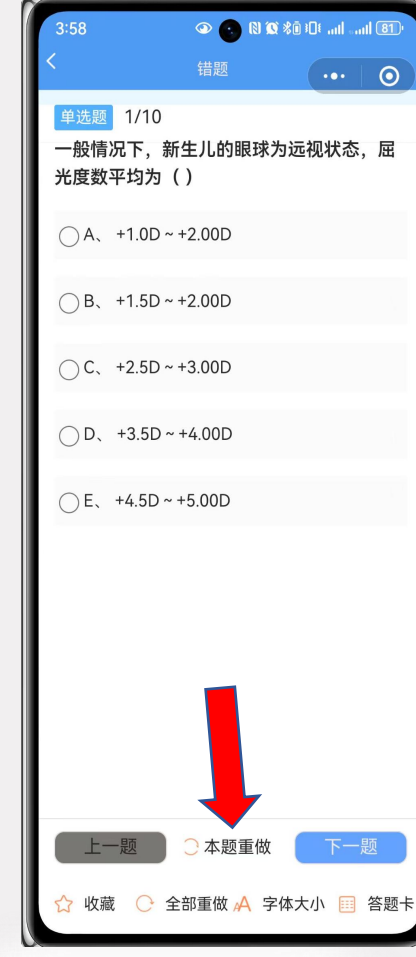 3:58
81
错题
单选题 1/10
一般情况下，新生儿的眼球为远视状态，屈
光度数平均为（ ）
A、 +1.0D ~ +2.00D
B、 +1.5D ~ +2.00D
C、 +2.5D ~ +3.00D
D、 +3.5D ~ +4.00D
E、 +4.5D ~ +5.00D
上一题 本题重做 下一题
收藏 全部重做 AA 字体大小 答题卡